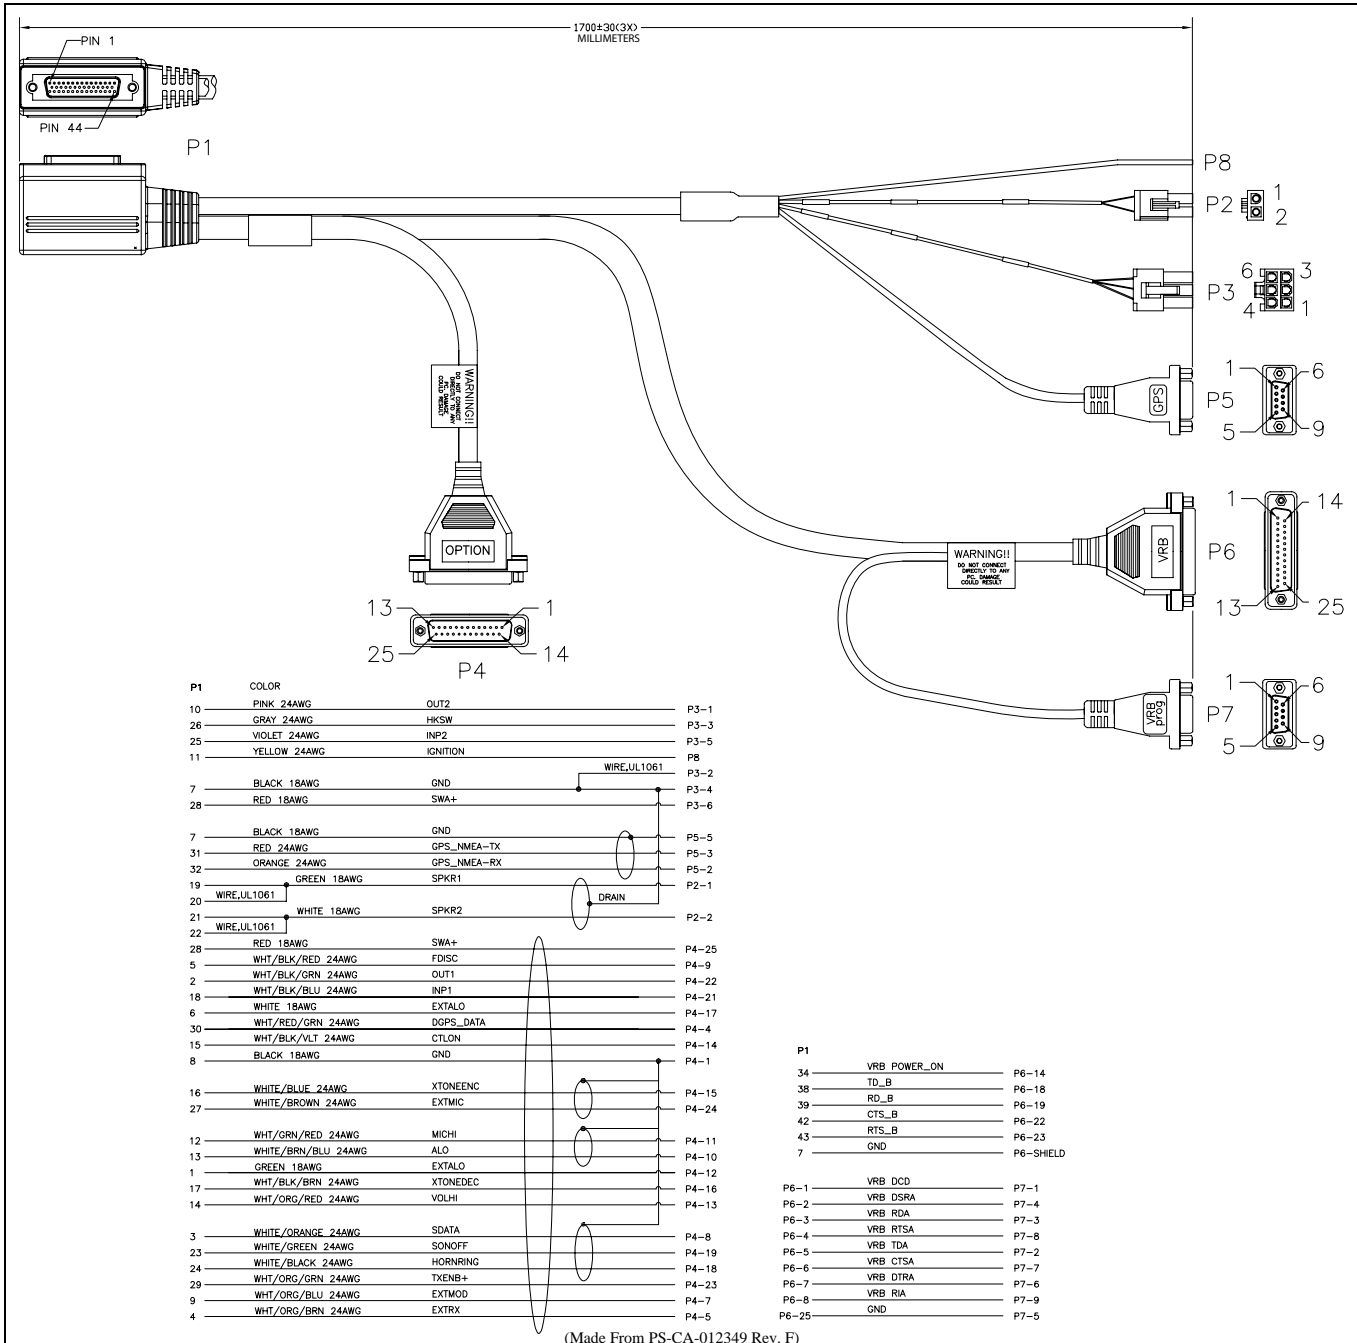 1700±30(3X)
MILLIMETERS
PIN 1
PIN 44
P1
P8
P2
1
2
P3
6 3
4 1
WARNING!!
DO NOT CONNECT
DIRECTLY TO ANY
PC, DAMAGE
COULD RESULT
GPS
P5
1 6
5 9
OPTION
WARNING!!
DO NOT CONNECT
DIRECTLY TO ANY
PC, DAMAGE
COULD RESULT
VRB
P6
1 14
13 25
13 1
25 14
P4
VRB
prog
P7
1 6
5 9
P1 COLOR
10 PINK 24AWG OUT2 P3-1
26 GRAY 24AWG HKSW P3-3
25 VIOLET 24AWG INP2 P3-5
11 YELLOW 24AWG IGNITION P8
WIRE,UL1061 P3-2
7 BLACK 18AWG GND P3-4
28 RED 18AWG SWA+ P3-6
7 BLACK 18AWG GND P5-5
31 RED 24AWG GPS_NMEA-TX P5-3
32 ORANGE 24AWG GPS_NMEA-RX P5-2
19 GREEN 18AWG SPKR1 P2-1
20 WIRE,UL1061 DRAIN
21 WHITE 18AWG SPKR2 P2-2
22 WIRE,UL1061
28 RED 18AWG SWA+ P4-25
5 WHT/BLK/RED 24AWG FDISC P4-9
2 WHT/BLK/GRN 24AWG OUT1 P4-22
18 WHT/BLK/BLU 24AWG INP1 P4-21
6 WHITE 18AWG EXTALO P4-17
30 WHT/RED/GRN 24AWG DGPS_DATA P4-4
15 WHT/BLK/VLT 24AWG CTLON P4-14
8 BLACK 18AWG GND P4-1
16 WHITE/BLUE 24AWG XTONEENC P4-15
27 WHITE/BROWN 24AWG EXTMIC P4-24
12 WHT/GRN/RED 24AWG MICHI P4-11
13 WHITE/BRN/BLU 24AWG ALO P4-10
1 GREEN 18AWG EXTALO P4-12
17 WHT/BLK/BRN 24AWG XTONEDEC P4-16
14 WHT/ORG/RED 24AWG VOLHI P4-13
3 WHITE/ORANGE 24AWG SDATA P4-8
23 WHITE/GREEN 24AWG SONOFF P4-19
24 WHITE/BLACK 24AWG HORNRING P4-18
29 WHT/ORG/GRN 24AWG TXENB+ P4-23
9 WHT/ORG/BLU 24AWG EXTMOD P4-7
4 WHT/ORG/BRN 24AWG EXTRX P4-5
P1
34 VRB POWER_ON P6-14
38 TD_B P6-18
39 RD_B P6-19
42 CTS_B P6-22
43 RTS_B P6-23
7 GND P6-SHIELD
P6-1 VRB DCD P7-1
P6-2 VRB DSRA P7-4
P6-3 VRB RDA P7-3
P6-4 VRB RTSA P7-8
P6-5 VRB TDA P7-2
P6-6 VRB CTSA P7-7
P6-7 VRB DTRA P7-6
P6-8 VRB RIA P7-9
P6-25 GND P7-5
(Made From PS-CA-012349 Rev. F)